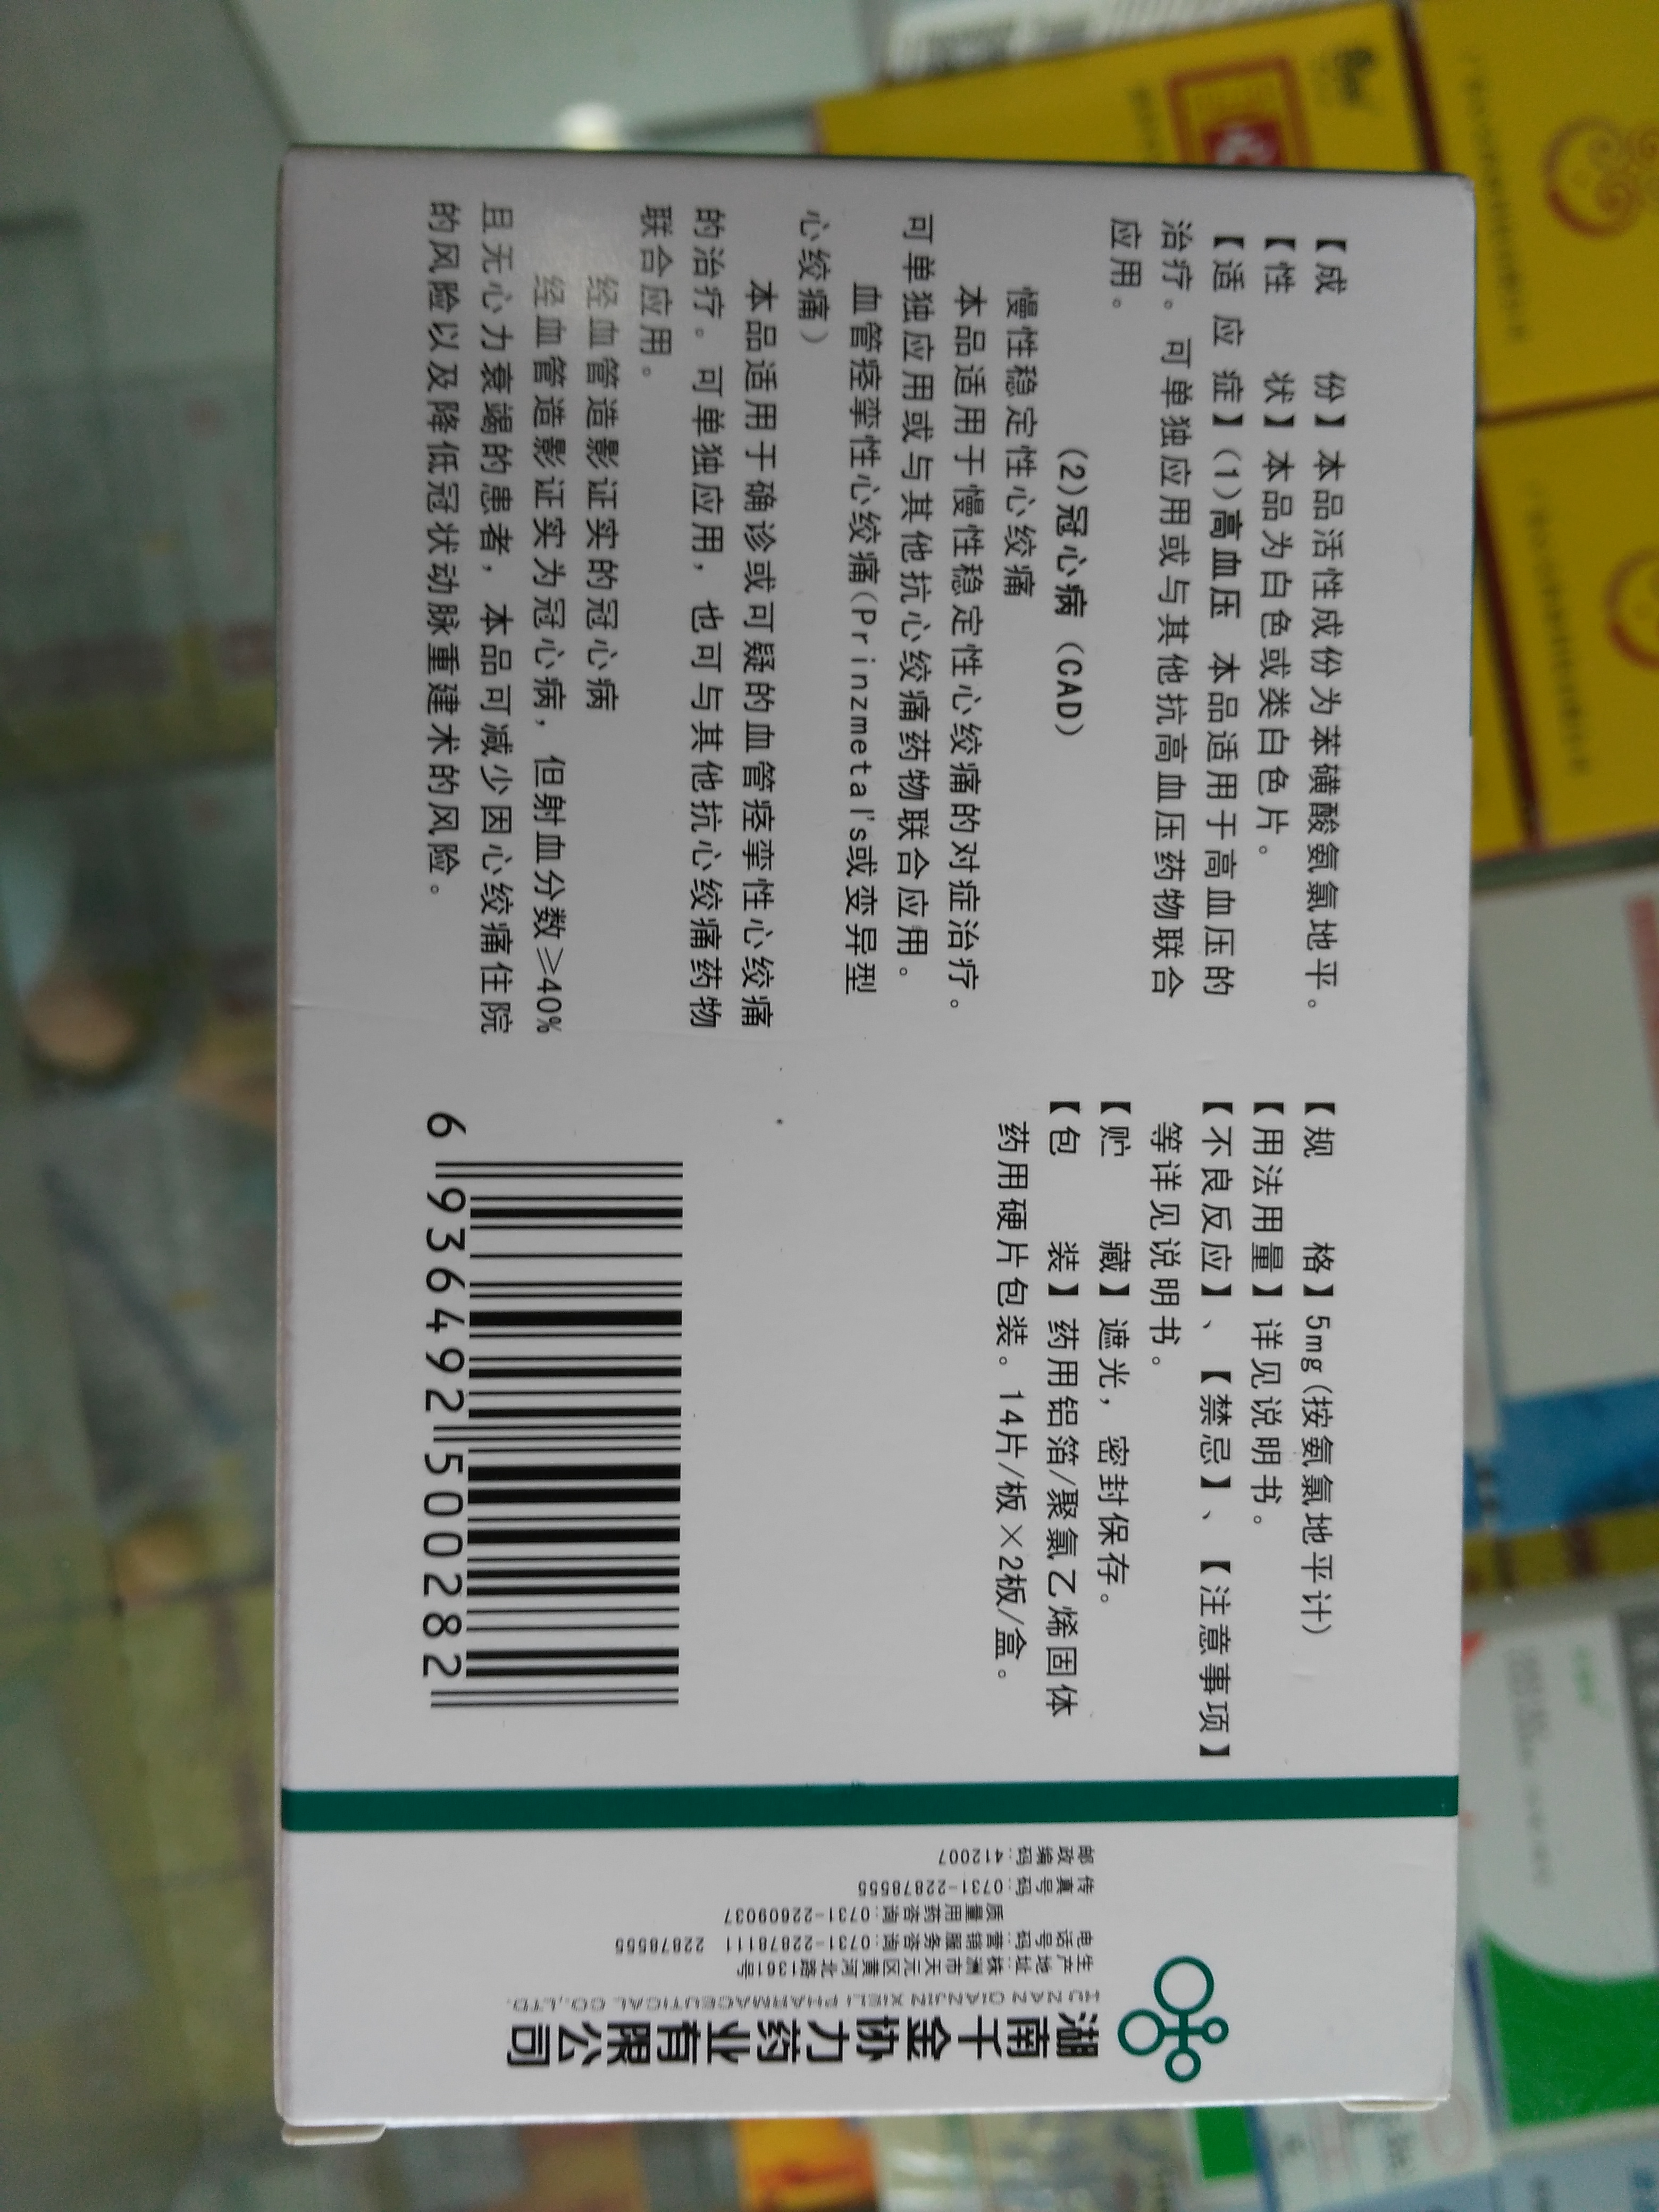 【成　　份】本品活性成份为苯磺酸氨氯地平。
【性　　状】本品为白色或类白色片。
【适 应 症】(1)高血压 本品适用于高血压的
治疗。可单独应用或与其他抗高血压药物联合
应用。
(2)冠心病（CAD）
慢性稳定性心绞痛
本品适用于慢性稳定性心绞痛的对症治疗。
可单独应用或与其他抗心绞痛药物联合应用。
血管痉挛性心绞痛(Prinzmetal's或变异型
心绞痛)
本品适用于确诊或可疑的血管痉挛性心绞痛
的治疗。可单独应用，也可与其他抗心绞痛药物
联合应用。
经血管造影证实的冠心病
经血管造影证实为冠心病，但射血分数≥40%
且无心力衰竭的患者，本品可减少因心绞痛住院
的风险以及降低冠状动脉重建术的风险。
【规　　格】5mg(按氨氯地平计)
【用法用量】详见说明书。
【不良反应】、【禁忌】、【注意事项】
等详见说明书。
【贮　　藏】遮光，密封保存。
【包　　装】药用铝箔/聚氯乙烯固体
药用硬片包装。14片/板×2板/盒。
6 936492 500282
湖南千金协力药业有限公司
HU NAN QIANJIN XIELI PHARMACEUTICAL CO.,LTD.
生产地址:株洲市天元区黄河北路1361号
电话号码:营销服务咨询:0731-22878111 22878555
质量用药咨询:0731-22609037
传真号码:0731-22878555
邮政编码:412007